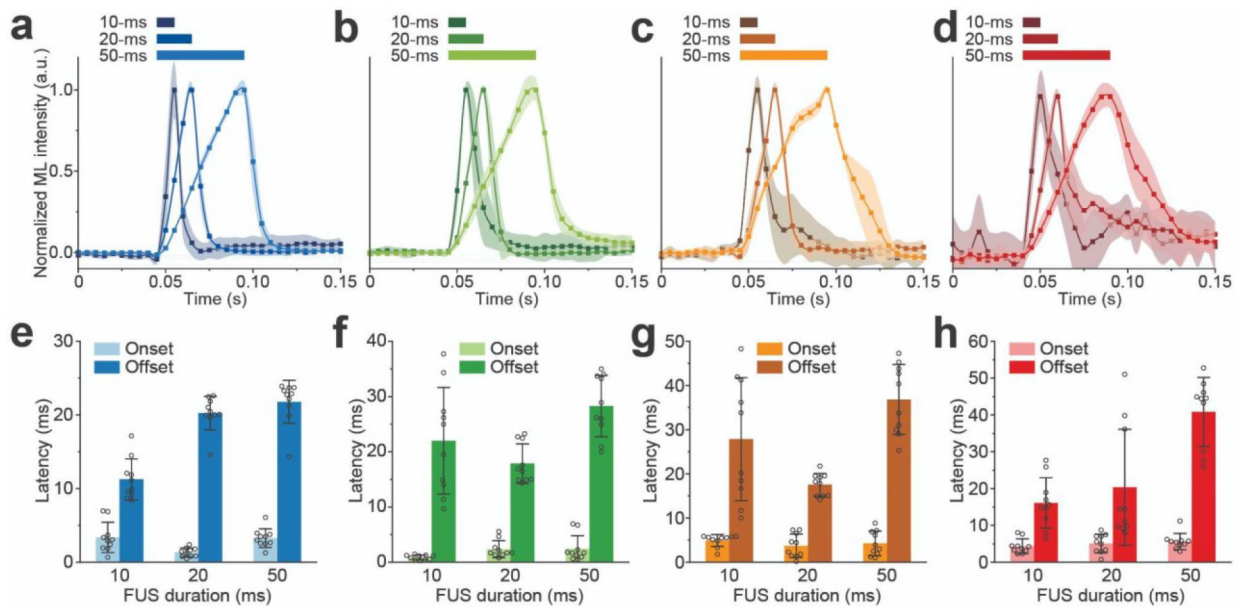 a
10-ms
20-ms
50-ms
b
10-ms
20-ms
50-ms
c
10-ms
20-ms
50-ms
d
10-ms
20-ms
50-ms
Normalized ML intensity (a.u.)
1.0
0.5
0.0
0 0.05 0.10 0.15
Time (s)
0 0.05 0.10 0.15
Time (s)
0 0.05 0.10 0.15
Time (s)
0 0.05 0.10 0.15
Time (s)
e
Onset
Offset
Latency (ms)
30
20
10
0
10 20 50
FUS duration (ms)
f
Onset
Offset
Latency (ms)
40
30
20
10
0
10 20 50
FUS duration (ms)
g
Onset
Offset
Latency (ms)
50
40
30
20
10
0
10 20 50
FUS duration (ms)
h
Onset
Offset
Latency (ms)
60
50
40
30
20
10
0
10 20 50
FUS duration (ms)